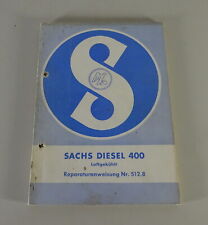 S
SACHS DIESEL 400
Luftgekühlt
Reparaturanweisung Nr. 512.8